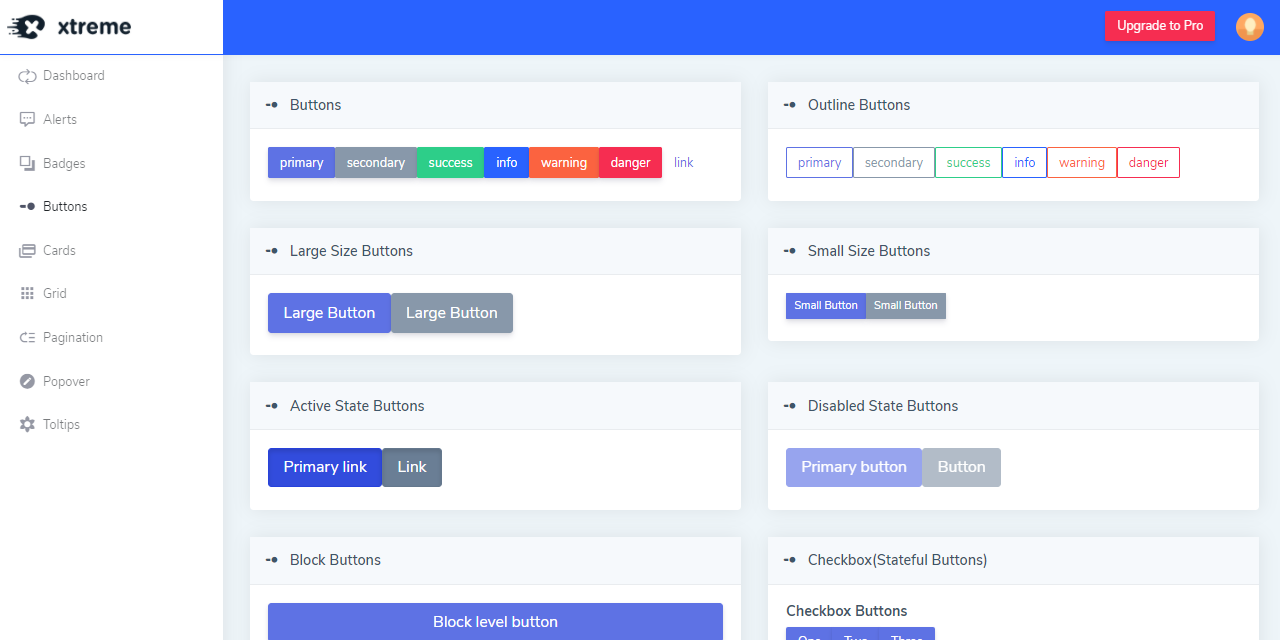 xtreme
Upgrade to Pro
Dashboard
Alerts
Badges
Buttons
Cards
Grid
Pagination
Popover
Toltips
Buttons
primary secondary success info warning danger link
Outline Buttons
primary secondary success info warning danger
Large Size Buttons
Large Button Large Button
Small Size Buttons
Small Button Small Button
Active State Buttons
Primary link Link
Disabled State Buttons
Primary button Button
Block Buttons
Block level button
Checkbox(Stateful Buttons)
Checkbox Buttons
One Two Three